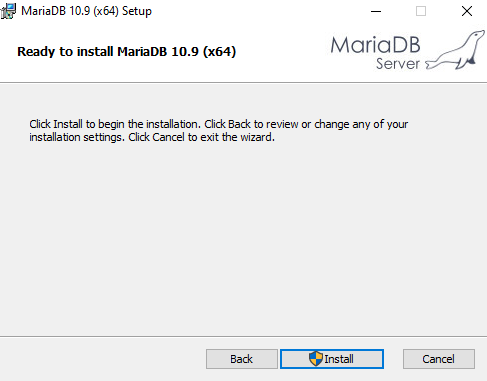 MariaDB 10.9 (x64) Setup
Ready to install MariaDB 10.9 (x64)
MariaDB
Server
Click Install to begin the installation. Click Back to review or change any of your
installation settings. Click Cancel to exit the wizard.
Back
Install
Cancel